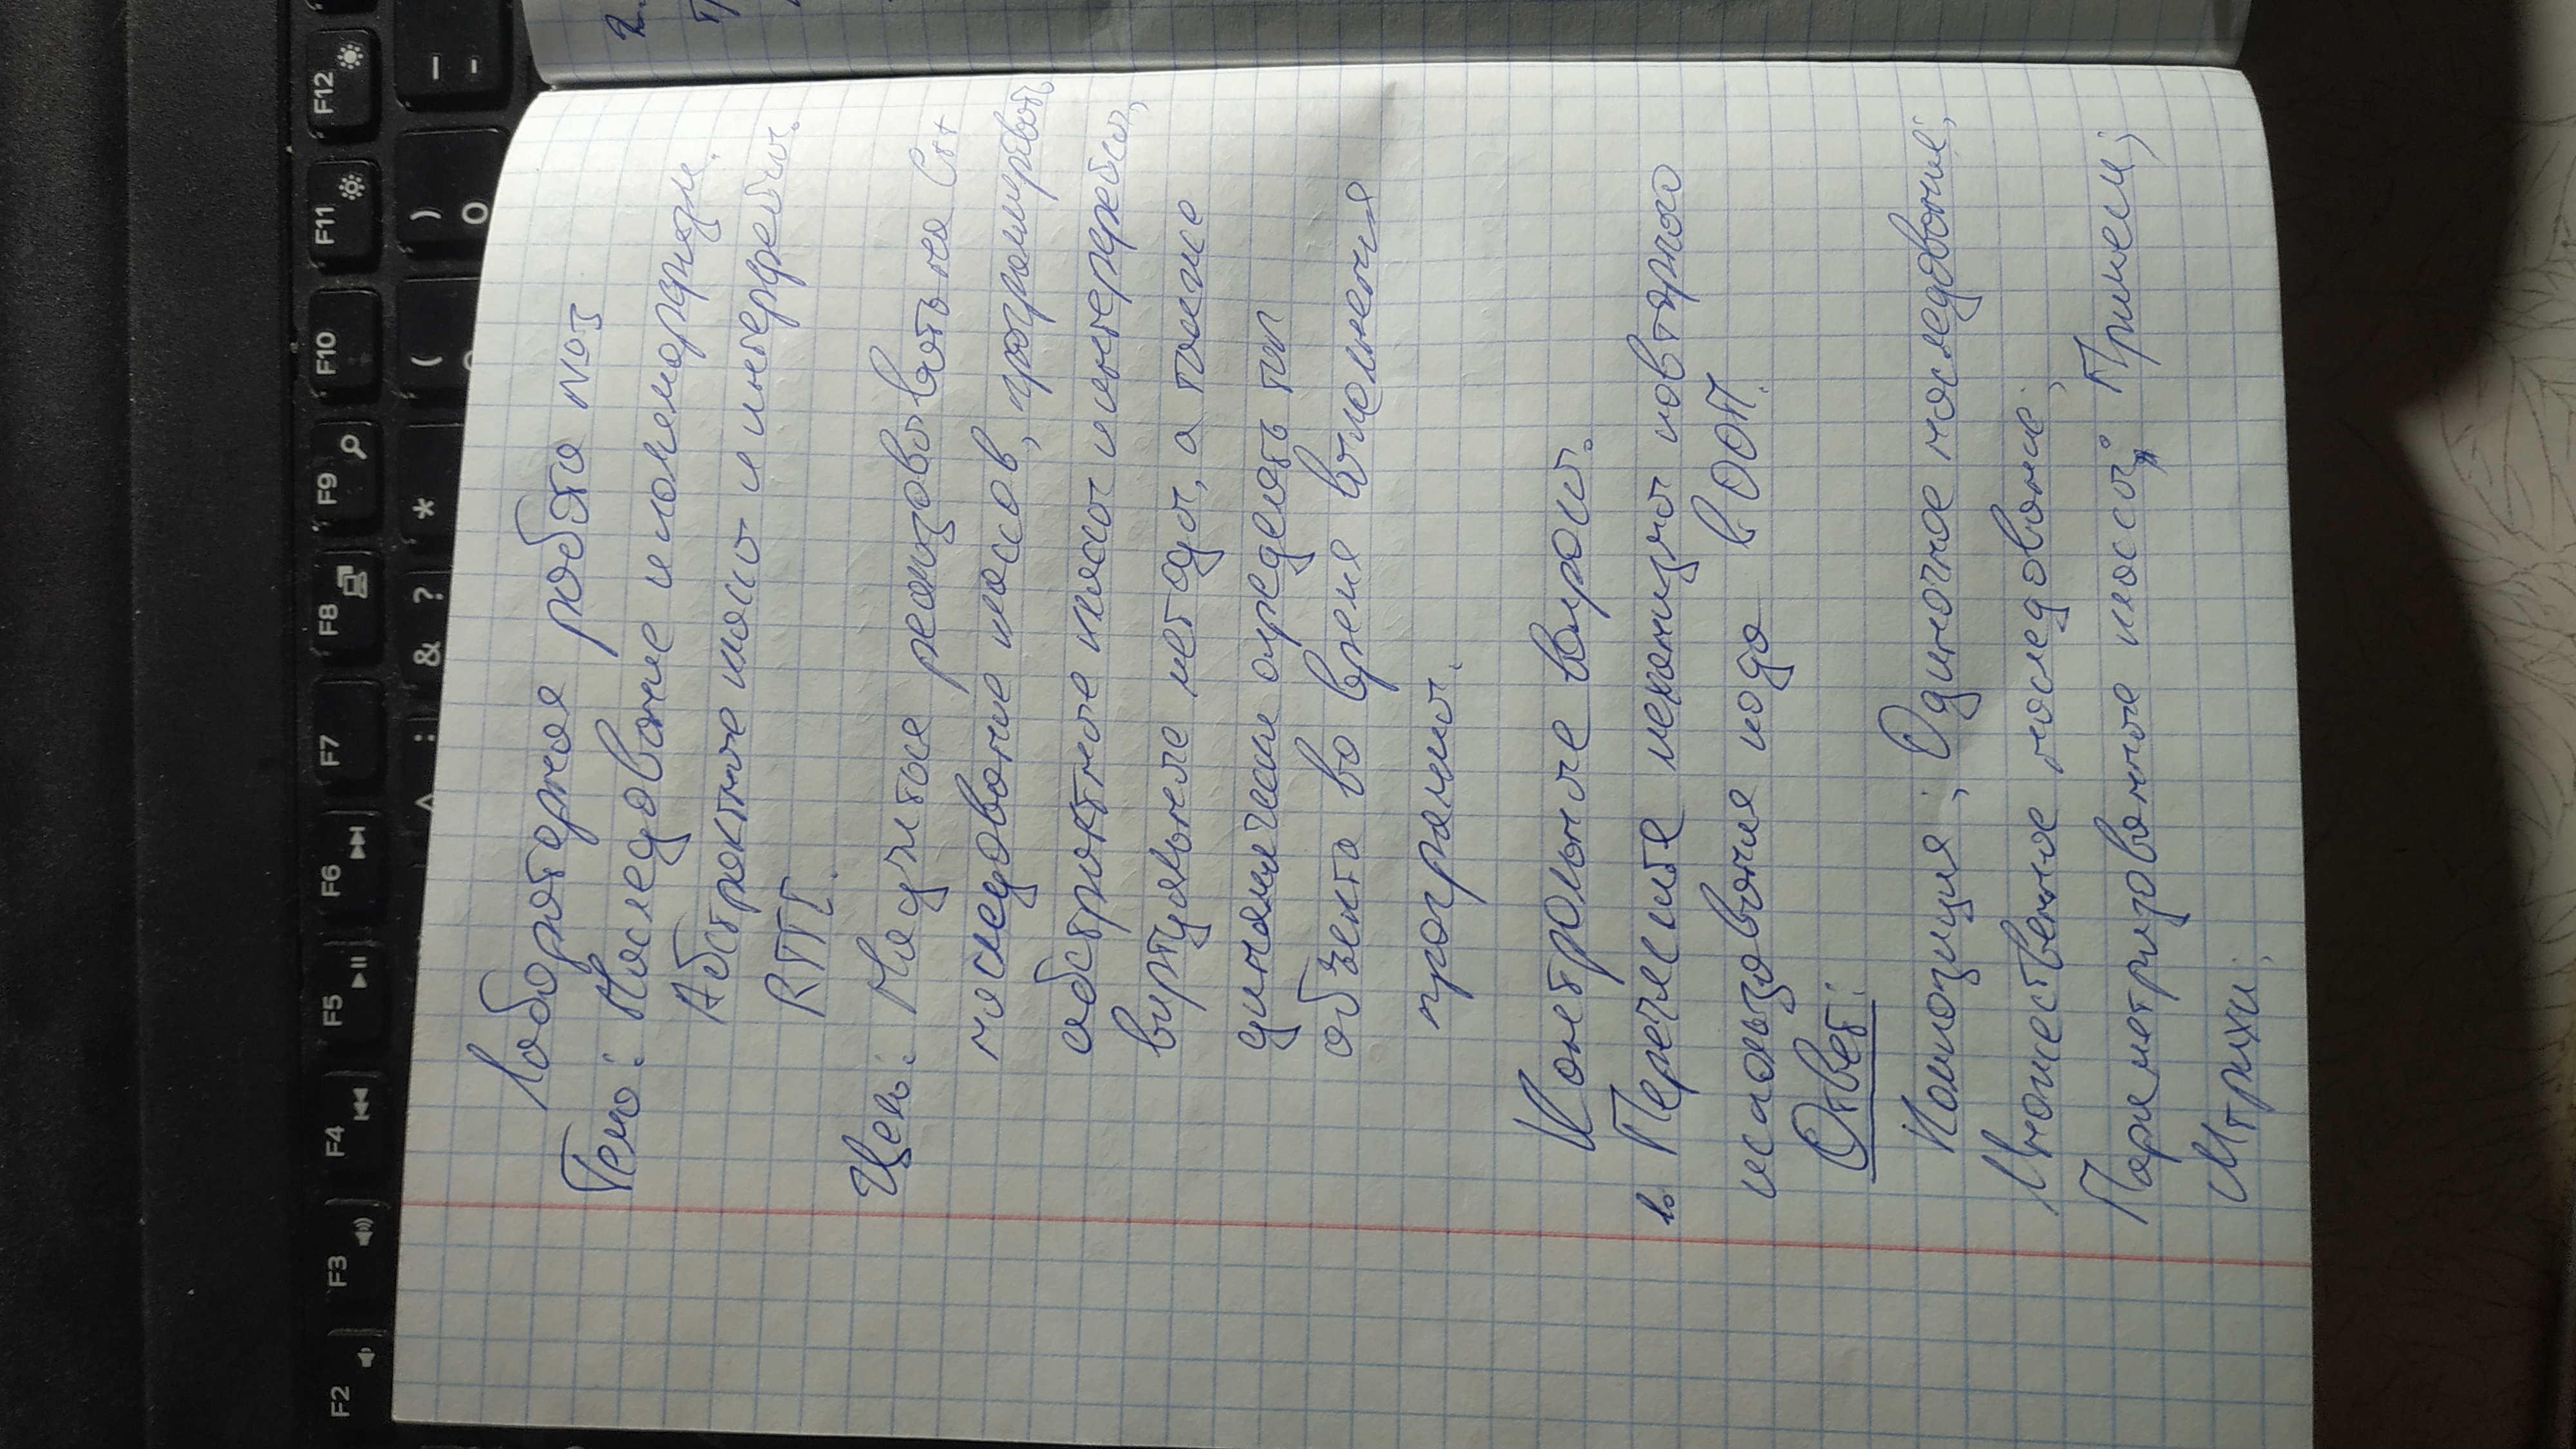 F2 F3 F4 F5 F6 F7 F8 F9 F10 F11 F12
^ : & ? * ( ) 0 — -
Лабораторная работа №3
Тема: Наследование и полиморфизм.
Абстрактные классы и интерфейсы.
RTTI.
Цель: Научиться реализовывать на C++
наследование классов, программировать
абстрактные классы и интерфейсы,
виртуальные методы, а также
динамически определять тип
объекта во время выполнения
программы.
Контрольные вопросы.
1. Перечислите механизмы повторного
использования кода в ООП.
Ответ:
Композиция; Одиночное наследование;
Множественное наследование;
Параметризованные классы; Примеси;
Штрихи;
2.